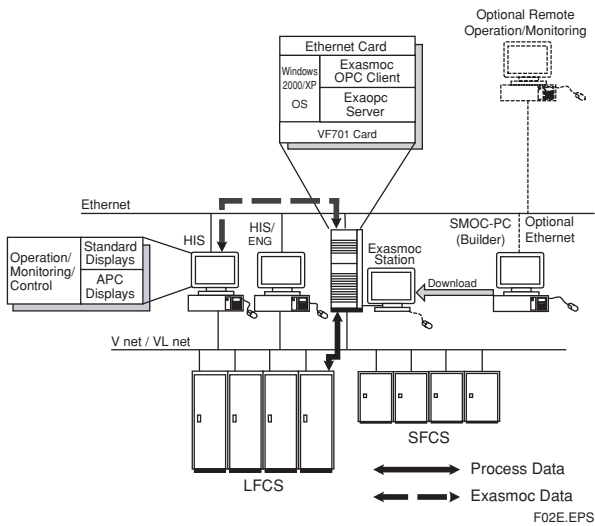 Optional Remote
Operation/Monitoring
Ethernet Card
Windows
2000/XP
OS
Exasmoc
OPC Client
Exaopc
Server
VF701 Card
Ethernet
Operation/
Monitoring/
Control
Standard
Displays
APC
Displays
HIS
HIS/
ENG
Exasmoc
Station
SMOC-PC
(Builder)
Optional
Ethernet
Download
V net / VL net
LFCS
SFCS
Process Data
Exasmoc Data
F02E.EPS